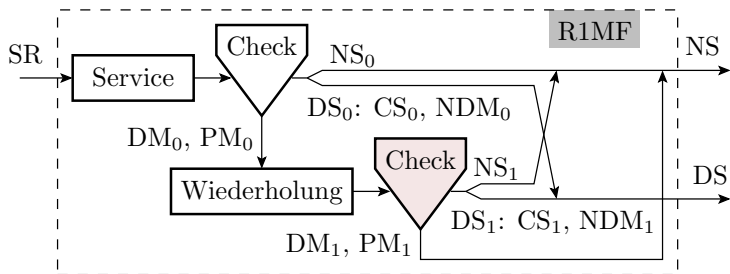 R1MF
SR
Service
Check
NS₀
NS
DS₀: CS₀, NDM₀
DM₀, PM₀
Wiederholung
Check
NS₁
DS
DS₁: CS₁, NDM₁
DM₁, PM₁